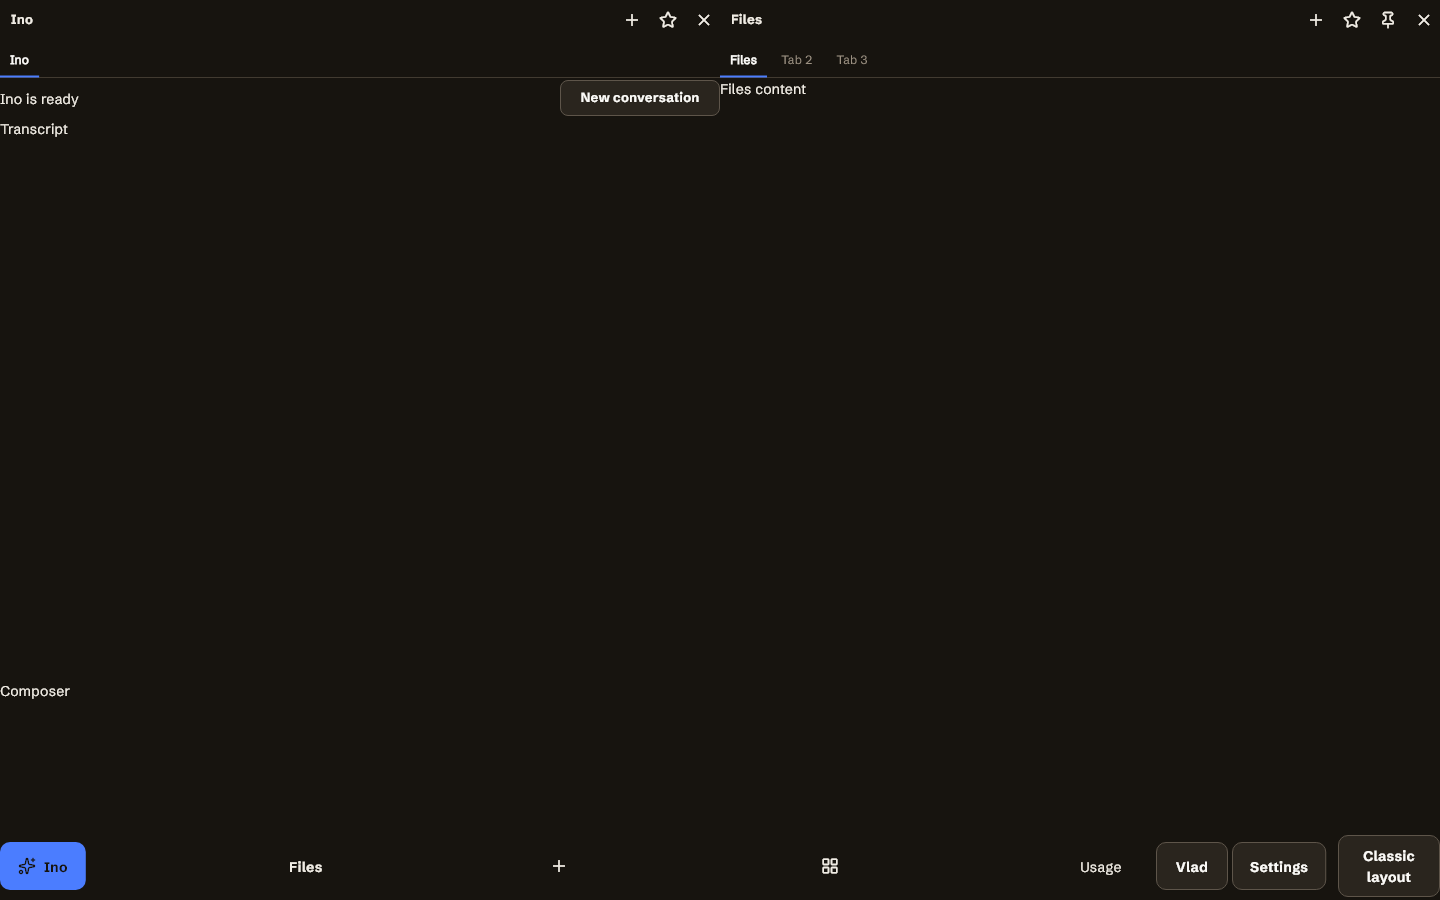 Ino
Files
Ino
Files Tab 2 Tab 3
Ino is ready
New conversation
Files content
Transcript
Composer
Ino
Files
Usage
Vlad
Settings
Classic
layout